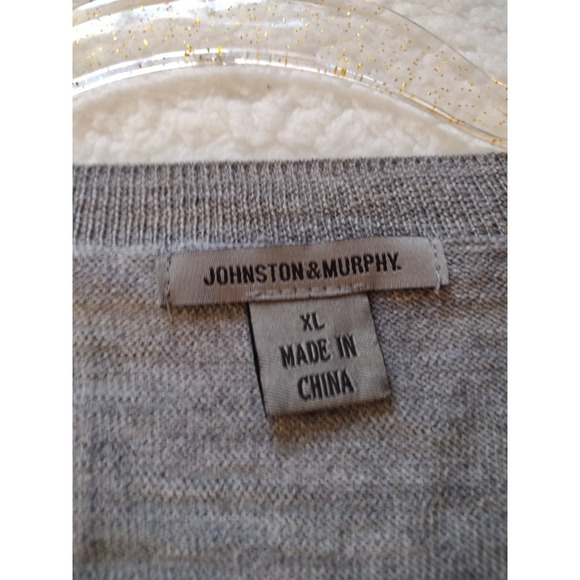 JOHNSTON & MURPHY.
XL
MADE IN
CHINA